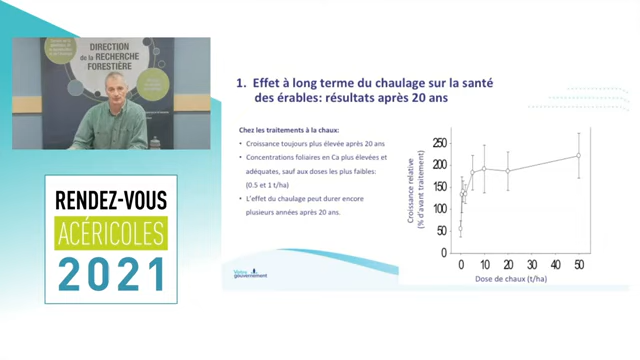 DIRECTION
de la RECHERCHE
FORESTIÈRE
RENDEZ-VOUS
ACÉRICOLES
2021
1. Effet à long terme du chaulage sur la santé
des érables: résultats après 20 ans
Chez les traitements à la chaux:
• Croissance toujours plus élevée après 20 ans
• Concentrations foliaires en Ca plus élevées et
adéquates, sauf aux doses les plus faibles:
(0.5 et 1 t/ha)
• L'effet du chaulage peut durer encore
plusieurs années après 20 ans.
Votre
gouvernement
Croissance relative
(% d'avant traitement)
250
200
150
100
50
0
0 10 20 30 40 50
Dose de chaux (t/ha)